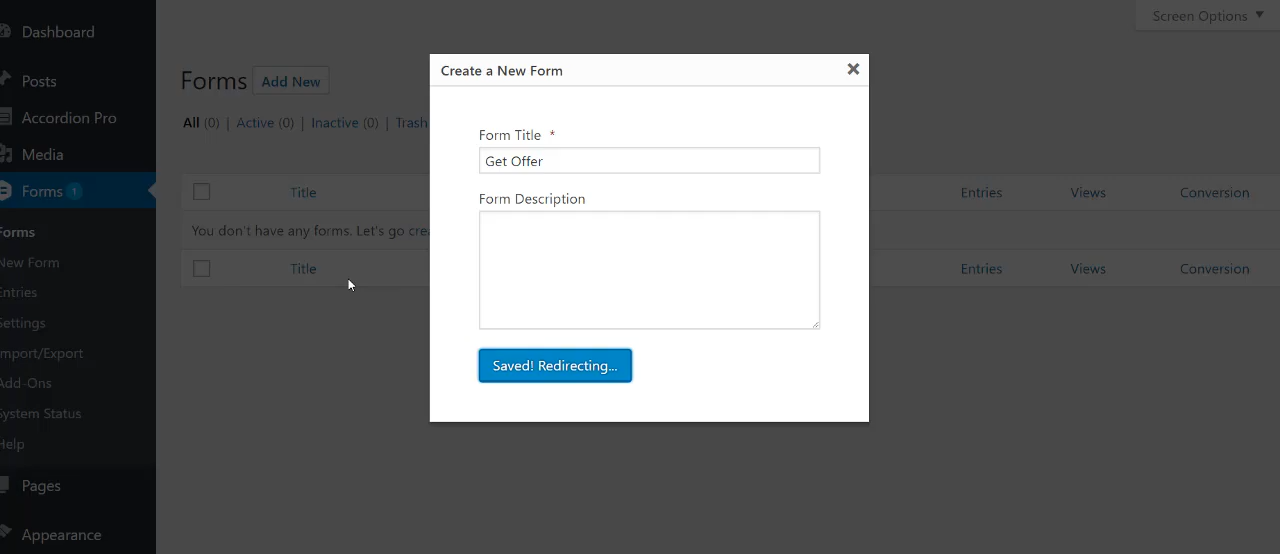 Screen Options
Dashboard
Posts
Accordion Pro
Media
Forms 1
Forms
New Form
Entries
Settings
Import/Export
Add-Ons
System Status
Help
Pages
Appearance
Forms Add New
All (0) | Active (0) | Inactive (0) | Trash
Title Entries Views Conversion
You don't have any forms. Let's go
Title Entries Views Conversion
Create a New Form
Form Title *
Get Offer
Form Description
Saved! Redirecting...